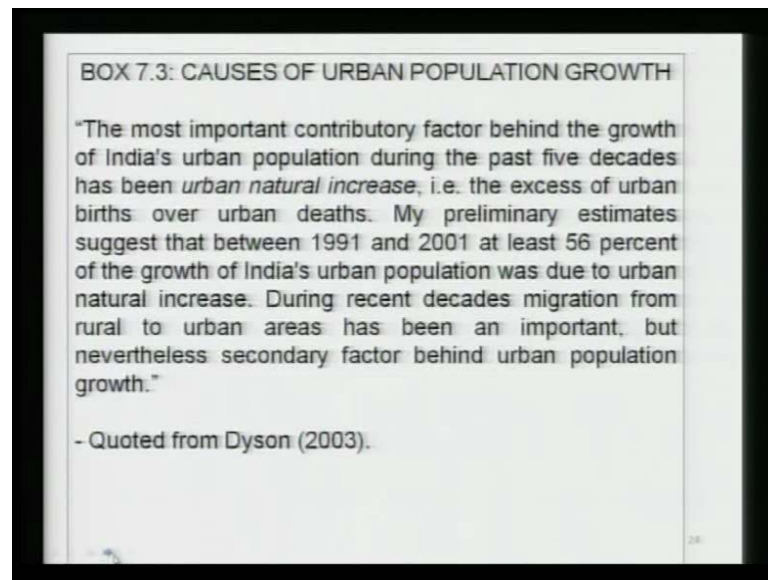 BOX 7.3: CAUSES OF URBAN POPULATION GROWTH
“The most important contributory factor behind the growth
of India's urban population during the past five decades
has been urban natural increase, i.e. the excess of urban
births over urban deaths. My preliminary estimates
suggest that between 1991 and 2001 at least 56 percent
of the growth of India's urban population was due to urban
natural increase. During recent decades migration from
rural to urban areas has been an important, but
nevertheless secondary factor behind urban population
growth.”
- Quoted from Dyson (2003).